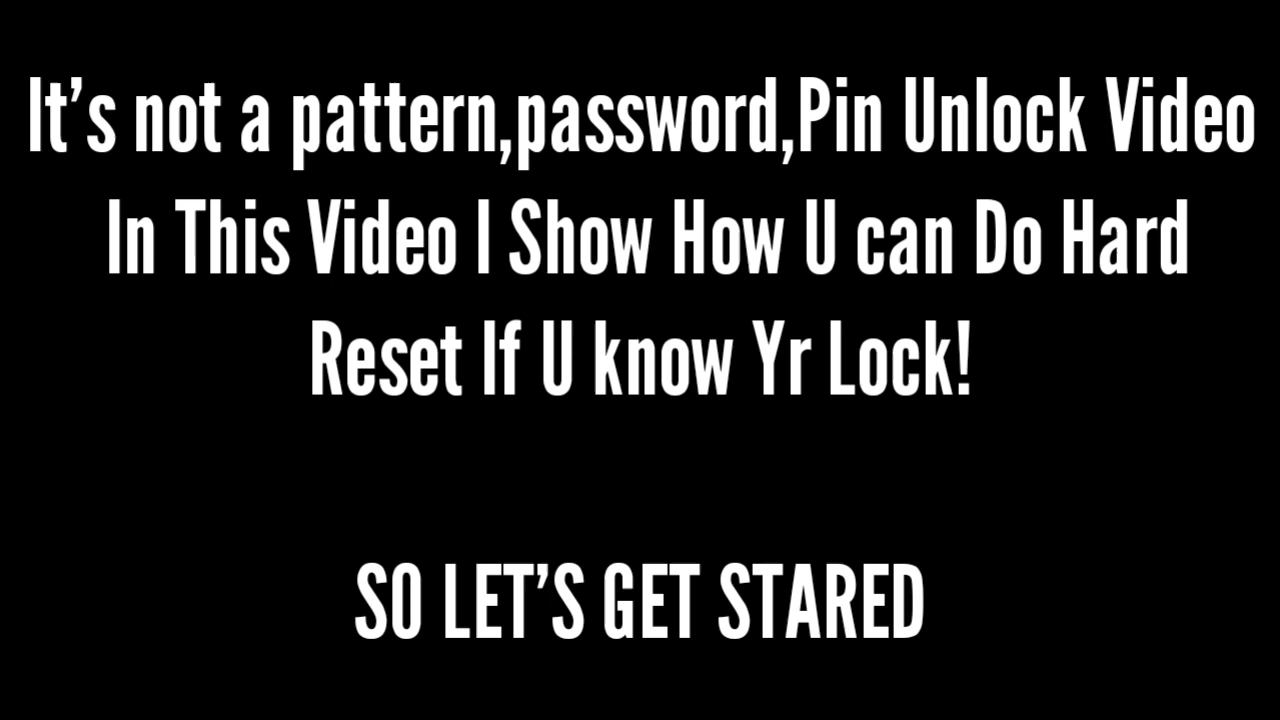 It's not a pattern,password,Pin Unlock Video
In This Video I Show How U can Do Hard
Reset If U know Yr Lock!
SO LET'S GET STARED